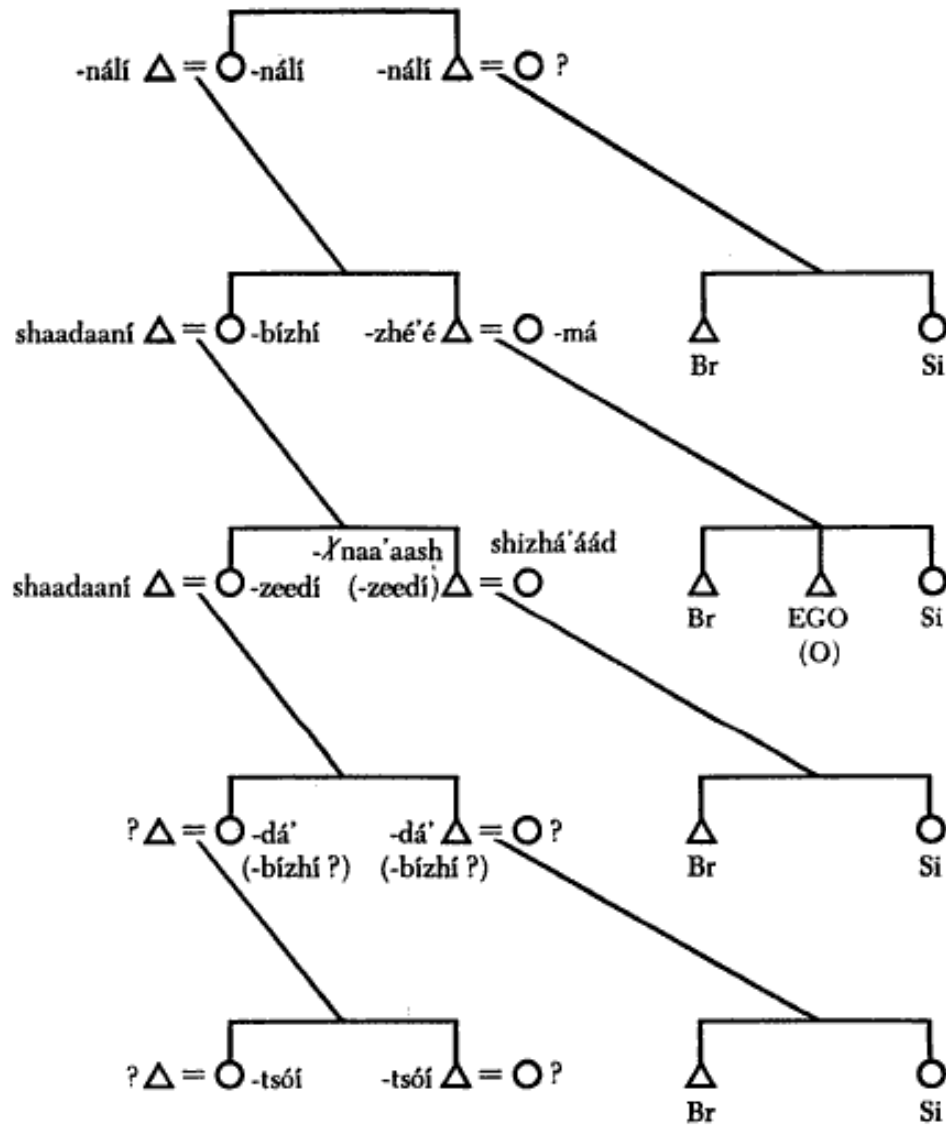 -nálí = -nálí -nálí = ?
shaadaaní = -bízhí -zhé'é = -má
Br Si
-ɬnaa'aash shizhá'áád
shaadaaní = -zeedí (-zeedí) =
Br EGO Si
(O)
? = -dá' -dá' = ?
(-bízhí ?) (-bízhí ?)
Br Si
? = -tsóí -tsóí = ?
Br Si